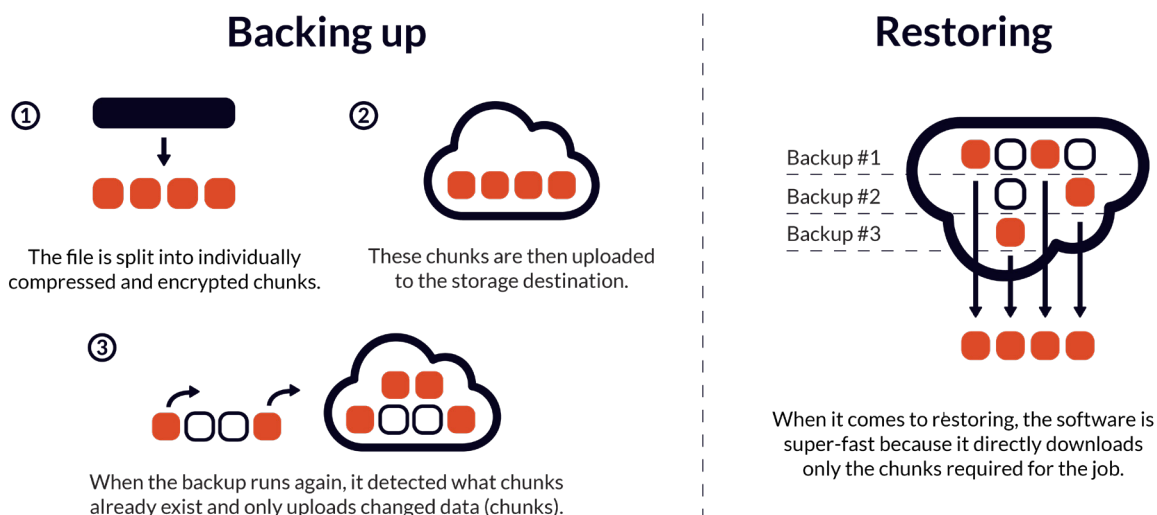 Backing up
1
The file is split into individually
compressed and encrypted chunks.
2
These chunks are then uploaded
to the storage destination.
3
When the backup runs again, it detected what chunks
already exist and only uploads changed data (chunks).
Restoring
Backup #1
Backup #2
Backup #3
When it comes to restoring, the software is
super-fast because it directly downloads
only the chunks required for the job.